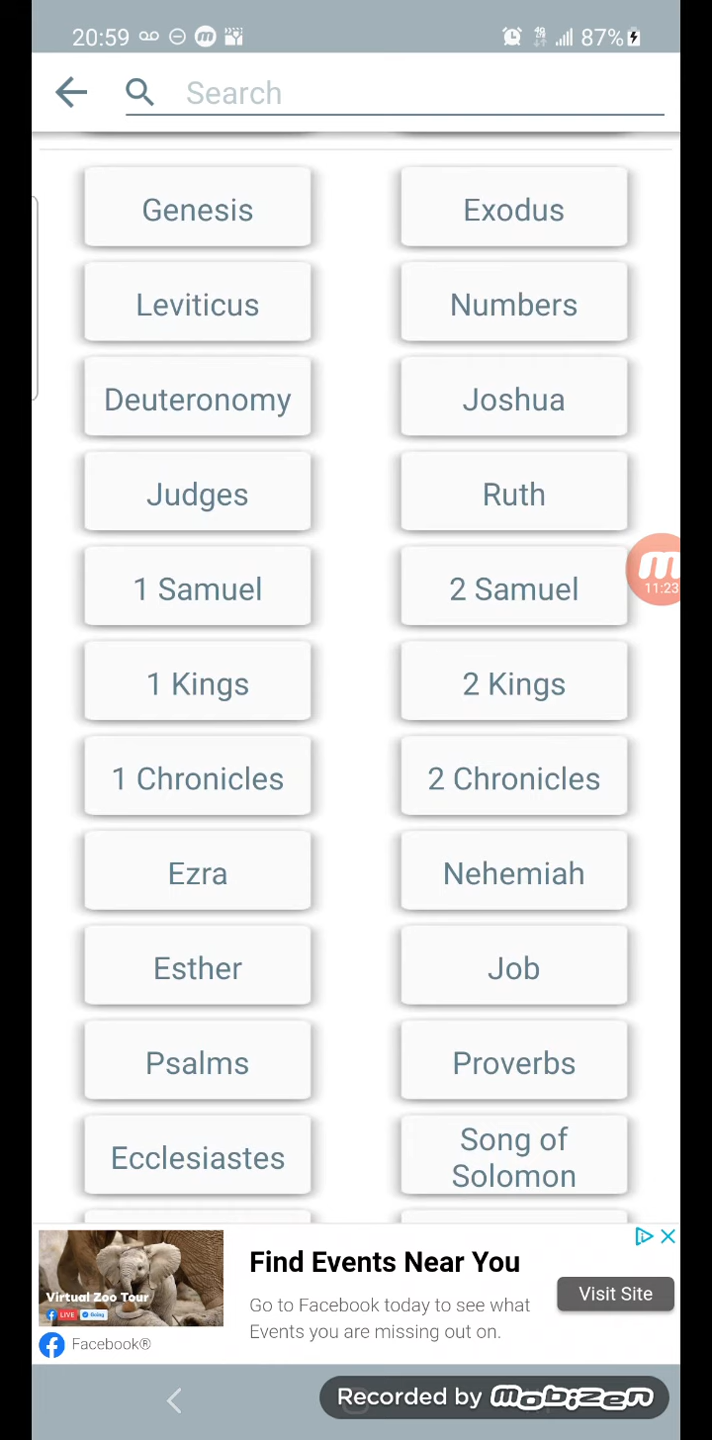 20:59 87%
Search
Genesis Exodus
Leviticus Numbers
Deuteronomy Joshua
Judges Ruth
1 Samuel 2 Samuel
11:23
1 Kings 2 Kings
1 Chronicles 2 Chronicles
Ezra Nehemiah
Esther Job
Psalms Proverbs
Ecclesiastes Song of
Solomon
Find Events Near You
Virtual Zoo Tour
LIVE
Visit Site
Go to Facebook today to see what
Events you are missing out on.
Facebook®
Recorded by mobizen